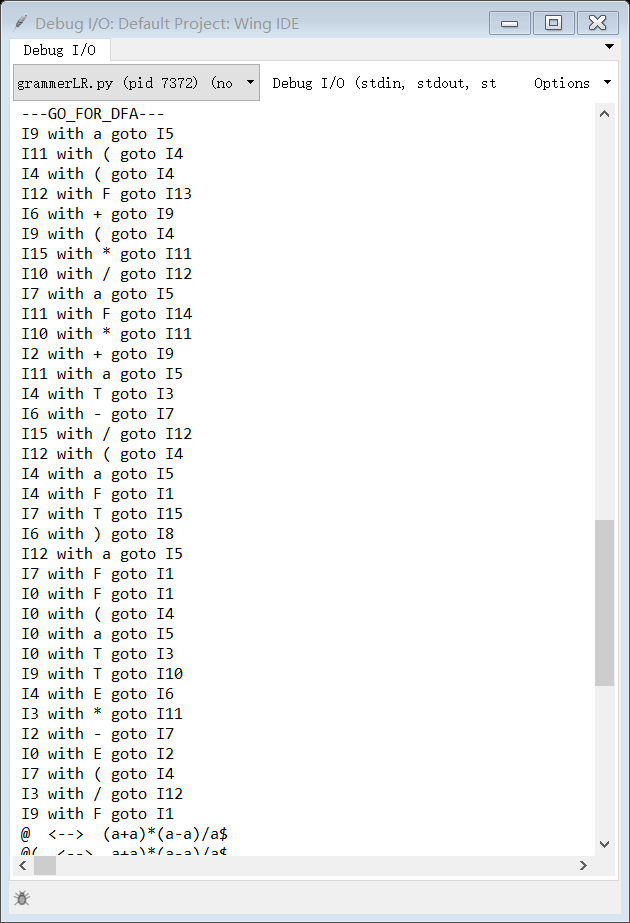 Debug I/O: Default Project: Wing IDE
Debug I/O
grammerLR.py (pid 7372) (no
Debug I/O (stdin, stdout, st
Options
---GO_FOR_DFA---
I9 with a goto I5
I11 with ( goto I4
I4 with ( goto I4
I12 with F goto I13
I6 with + goto I9
I9 with ( goto I4
I15 with * goto I11
I10 with / goto I12
I7 with a goto I5
I11 with F goto I14
I10 with * goto I11
I2 with + goto I9
I11 with a goto I5
I4 with T goto I3
I6 with - goto I7
I15 with / goto I12
I12 with ( goto I4
I4 with a goto I5
I4 with F goto I1
I7 with T goto I15
I6 with ) goto I8
I12 with a goto I5
I7 with F goto I1
I0 with F goto I1
I0 with ( goto I4
I0 with a goto I5
I0 with T goto I3
I9 with T goto I10
I4 with E goto I6
I3 with * goto I11
I2 with - goto I7
I0 with E goto I2
I7 with ( goto I4
I3 with / goto I12
I9 with F goto I1
@  <-->  (a+a)*(a-a)/a$
@(  <-->  a+a)*(a-a)/a$